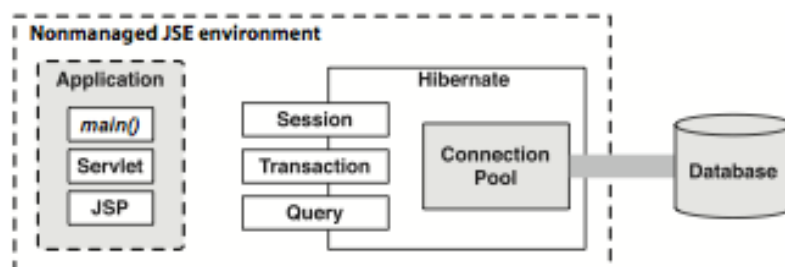 Nonmanaged JSE environment
Application
main()
Servlet
JSP
Hibernate
Session
Transaction
Query
Connection
Pool
Database